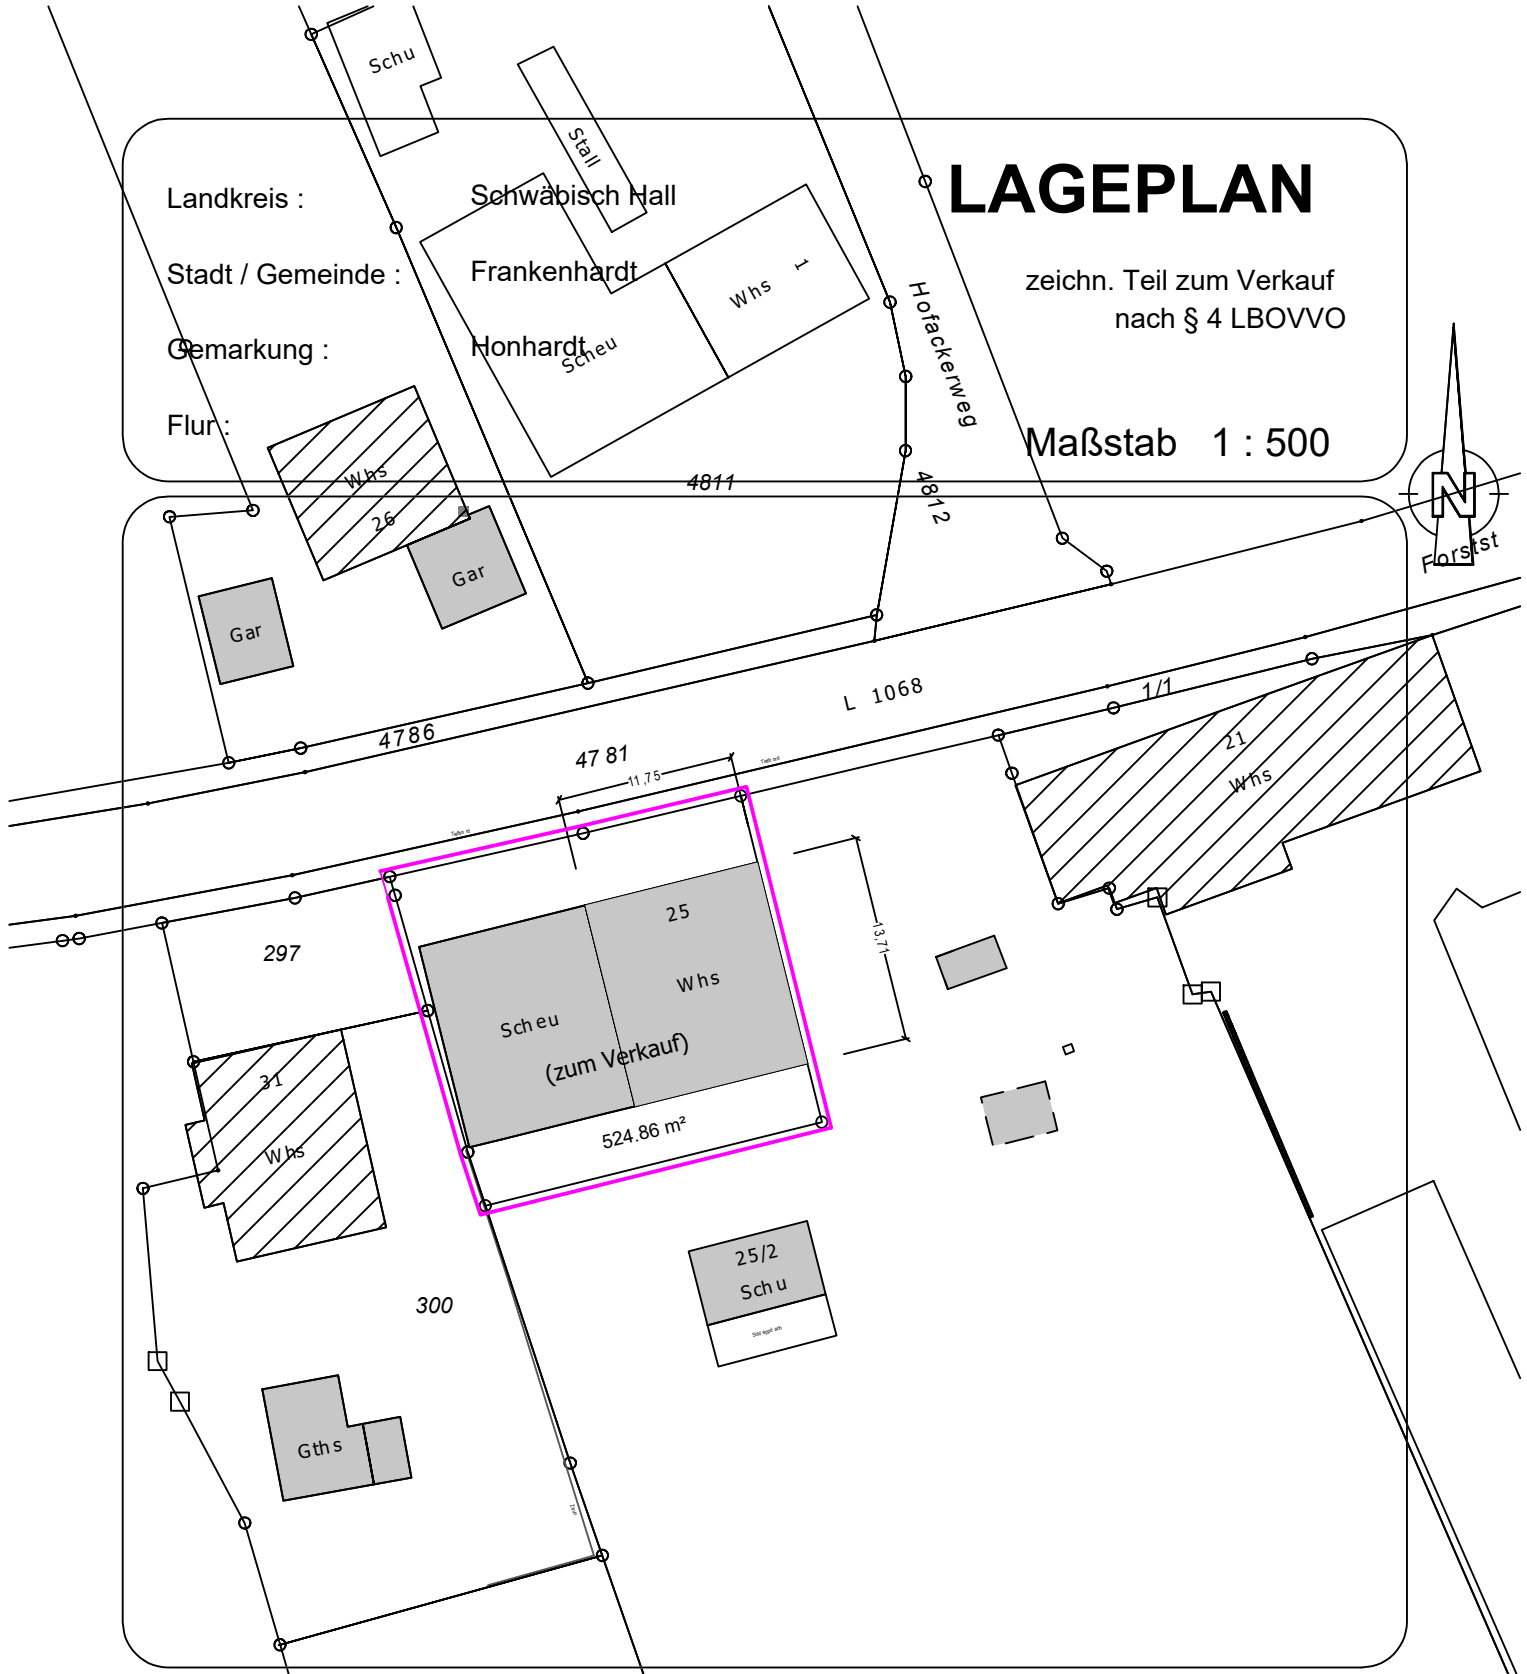 Schu
Stall
LAGEPLAN
Landkreis : Schwäbisch Hall
Stadt / Gemeinde : Frankenhardt
zeichn. Teil zum Verkauf
nach § 4 LBOVVO
Whs 1
Hofackerweg
Gemarkung : Honhardt
Scheu
Flur :
Maßstab 1 : 500
Whs
26
4811
4812
N
Forstst
Gar
Gar
L 1068
1/1
4786
47 81
11,75
21
Whs
25
Whs
13,71
297
Scheu
(zum Verkauf)
524.86 m²
31
Whs
25/2
Schu
300
Gths